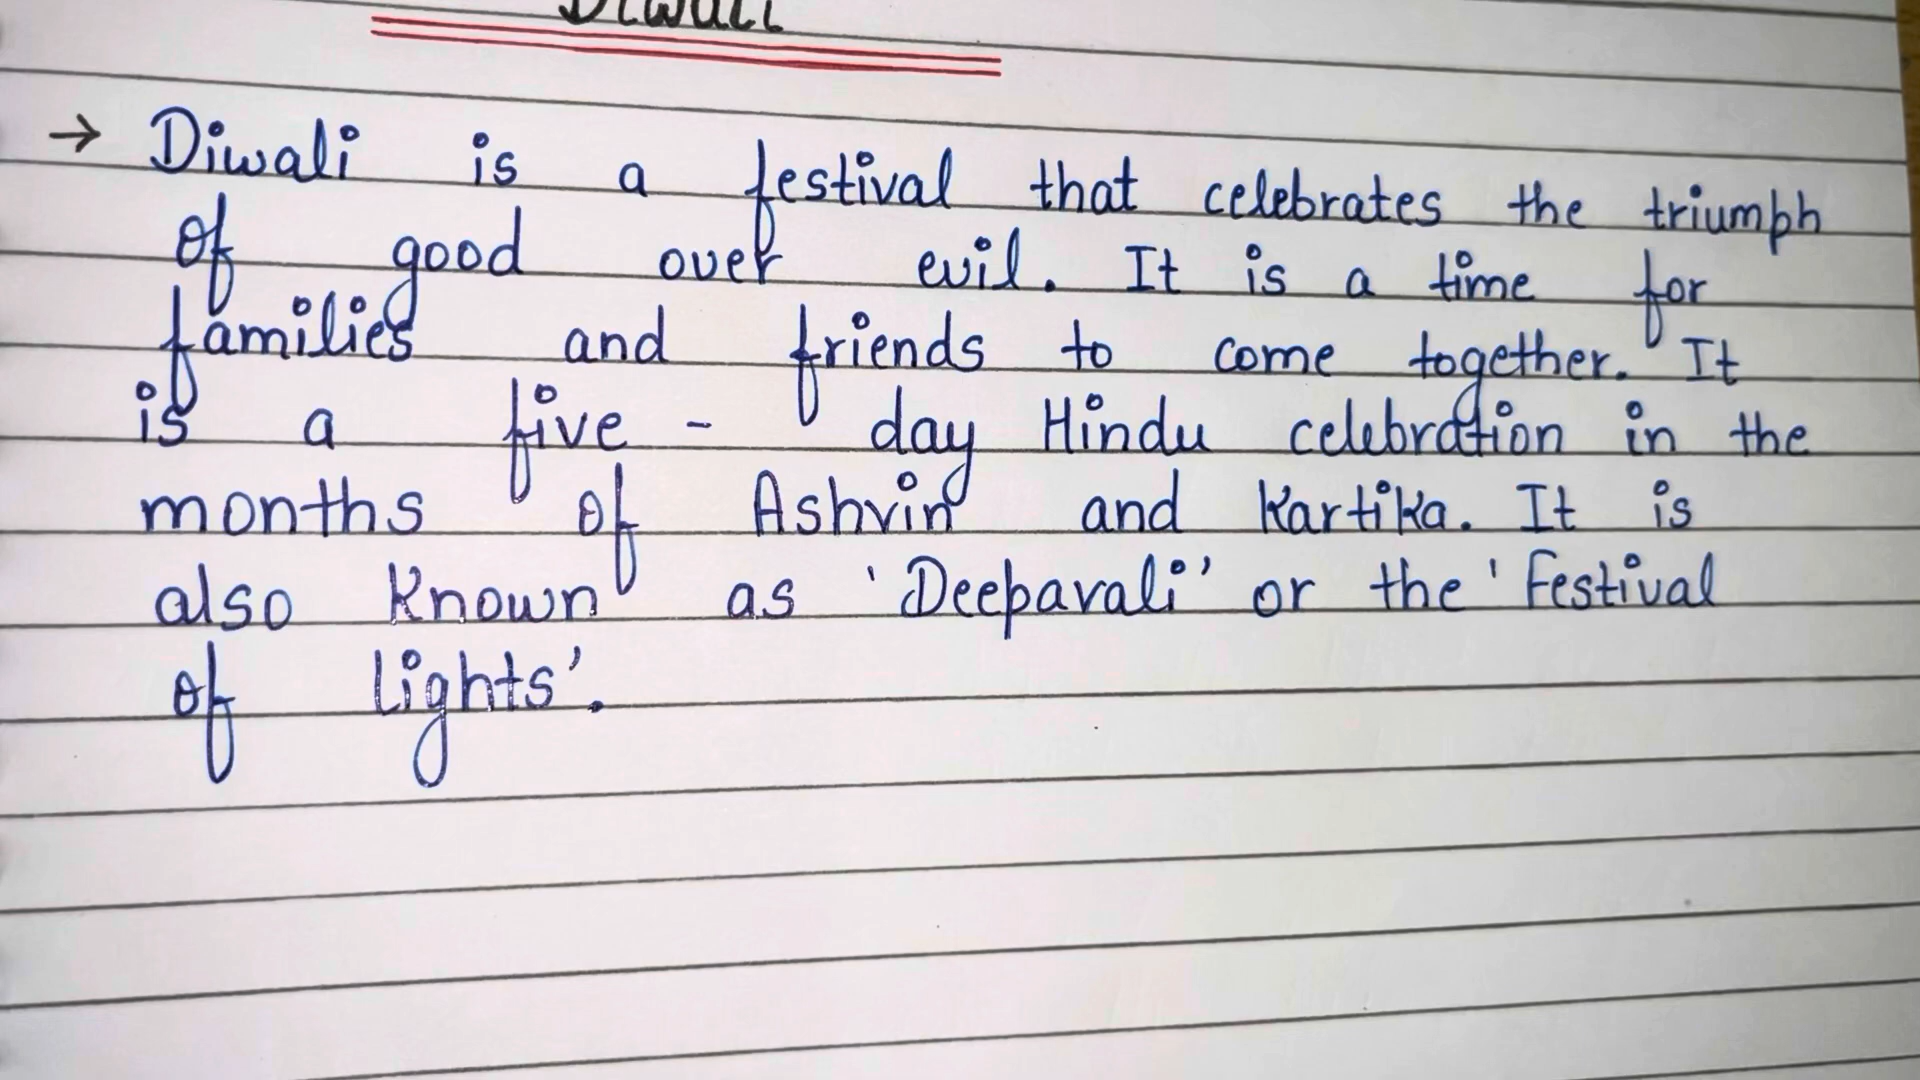 Diwali
→ Diwali is a festival that celebrates the triumph
of good over evil. It is a time for
families and friends to come together. It
is a five - day Hindu celebration in the
months of Ashvin and Kartika. It is
also Known as 'Deepavali' or the 'Festival
of lights'.